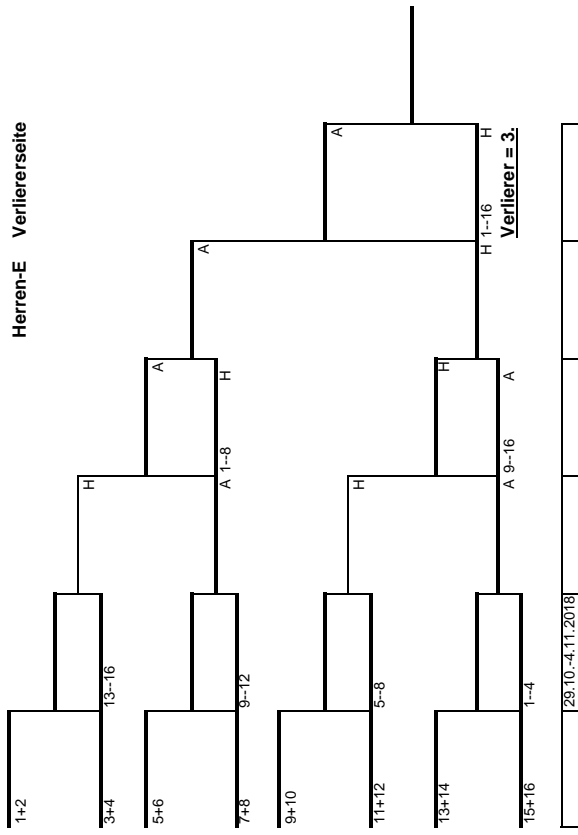 Herren-E Verliererseite
1+2
3+4
13--16
5+6
7+8
9--12
9+10
11+12
5--8
13+14
15+16
1--4
H
A
1--8
A
H
A
H
A
9--16
H
A
H
1--16
A
H
Verlierer = 3.
29.10.-4.11.2018